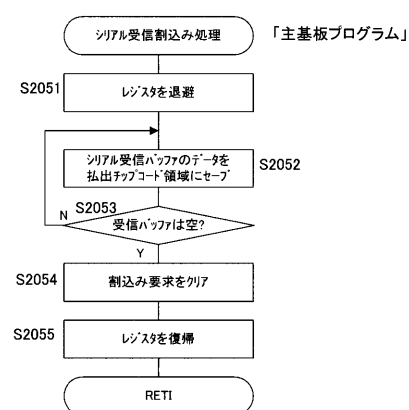 シリアル受信割込み処理
「主基板プログラム」
S2051
レジスタを退避
シリアル受信バッファのデータを
払出チップコード領域にセーブ
S2052
S2053
N
受信バッファは空?
Y
S2054
割込み要求をクリア
S2055
レジスタを復帰
RETI